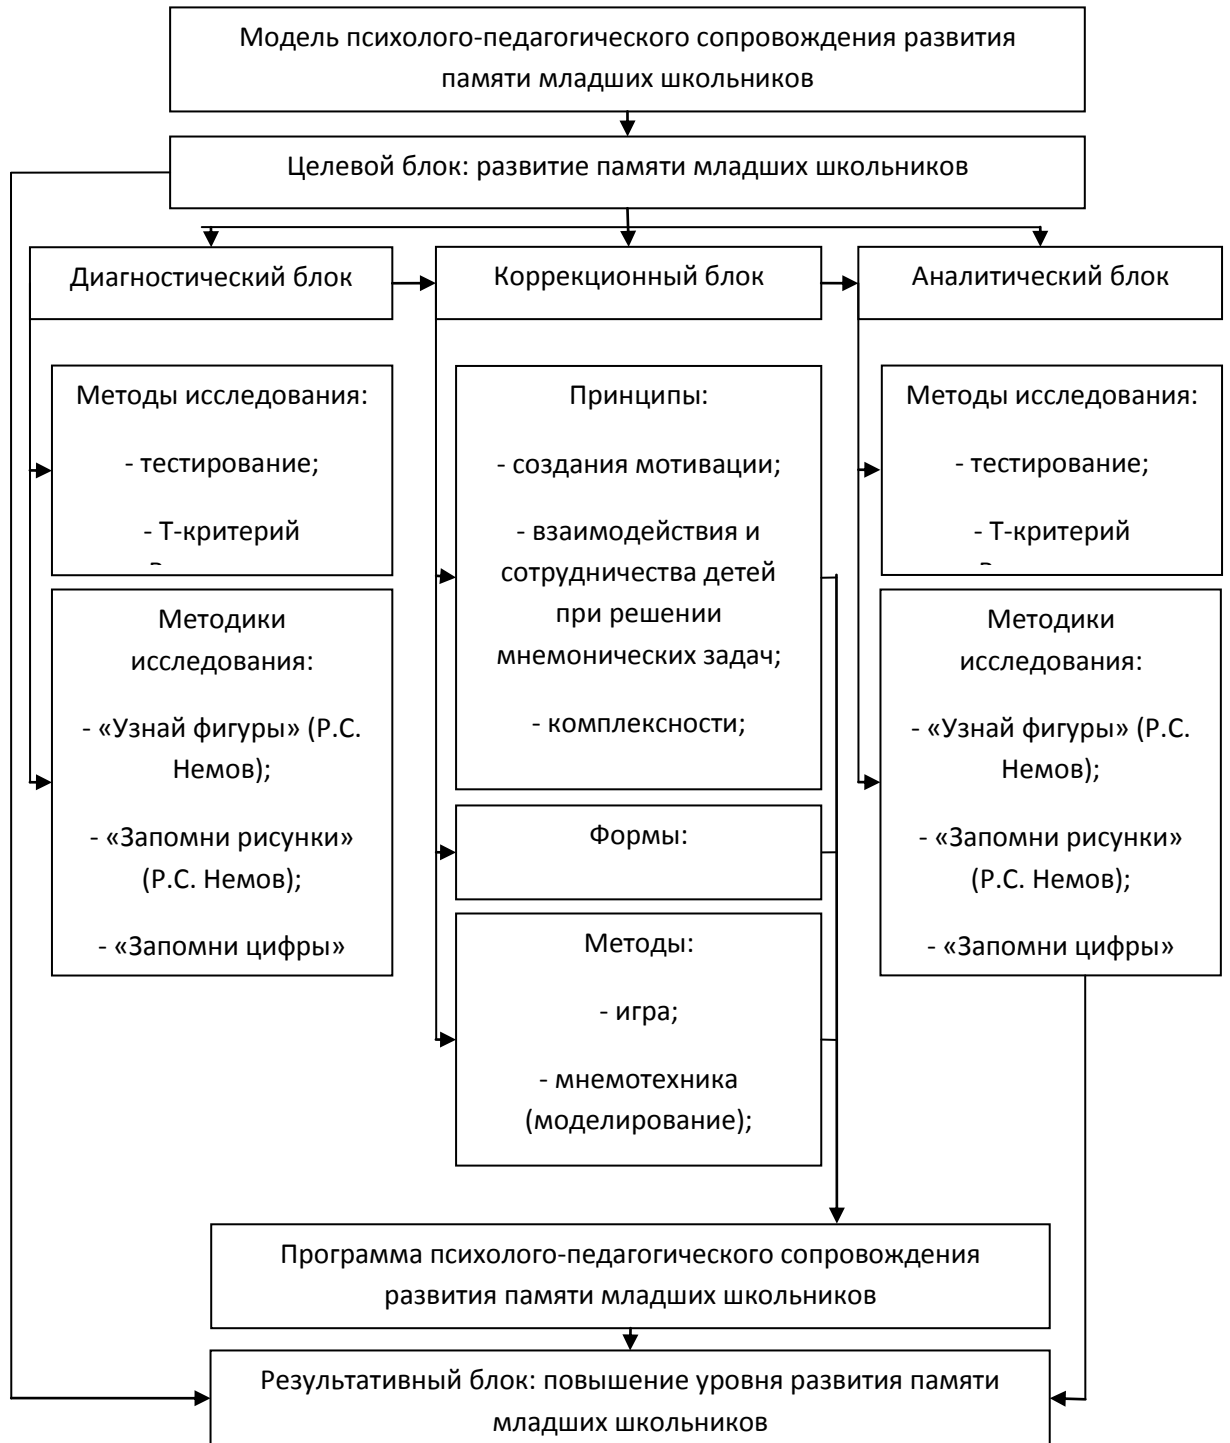 Модель психолого-педагогического сопровождения развития
памяти младших школьников
Целевой блок: развитие памяти младших школьников
Диагностический блок
Коррекционный блок
Аналитический блок
Методы исследования:
- тестирование;
- Т-критерий
Методики
исследования:
- «Узнай фигуры» (Р.С.
Немов);
- «Запомни рисунки»
(Р.С. Немов);
- «Запомни цифры»
Принципы:
- создания мотивации;
- взаимодействия и
сотрудничества детей
при решении
мнемонических задач;
- комплексности;
Формы:
Методы:
- игра;
- мнемотехника
(моделирование);
Методы исследования:
- тестирование;
- Т-критерий
Методики
исследования:
- «Узнай фигуры» (Р.С.
Немов);
- «Запомни рисунки»
(Р.С. Немов);
- «Запомни цифры»
Программа психолого-педагогического сопровождения
развития памяти младших школьников
Результативный блок: повышение уровня развития памяти
младших школьников